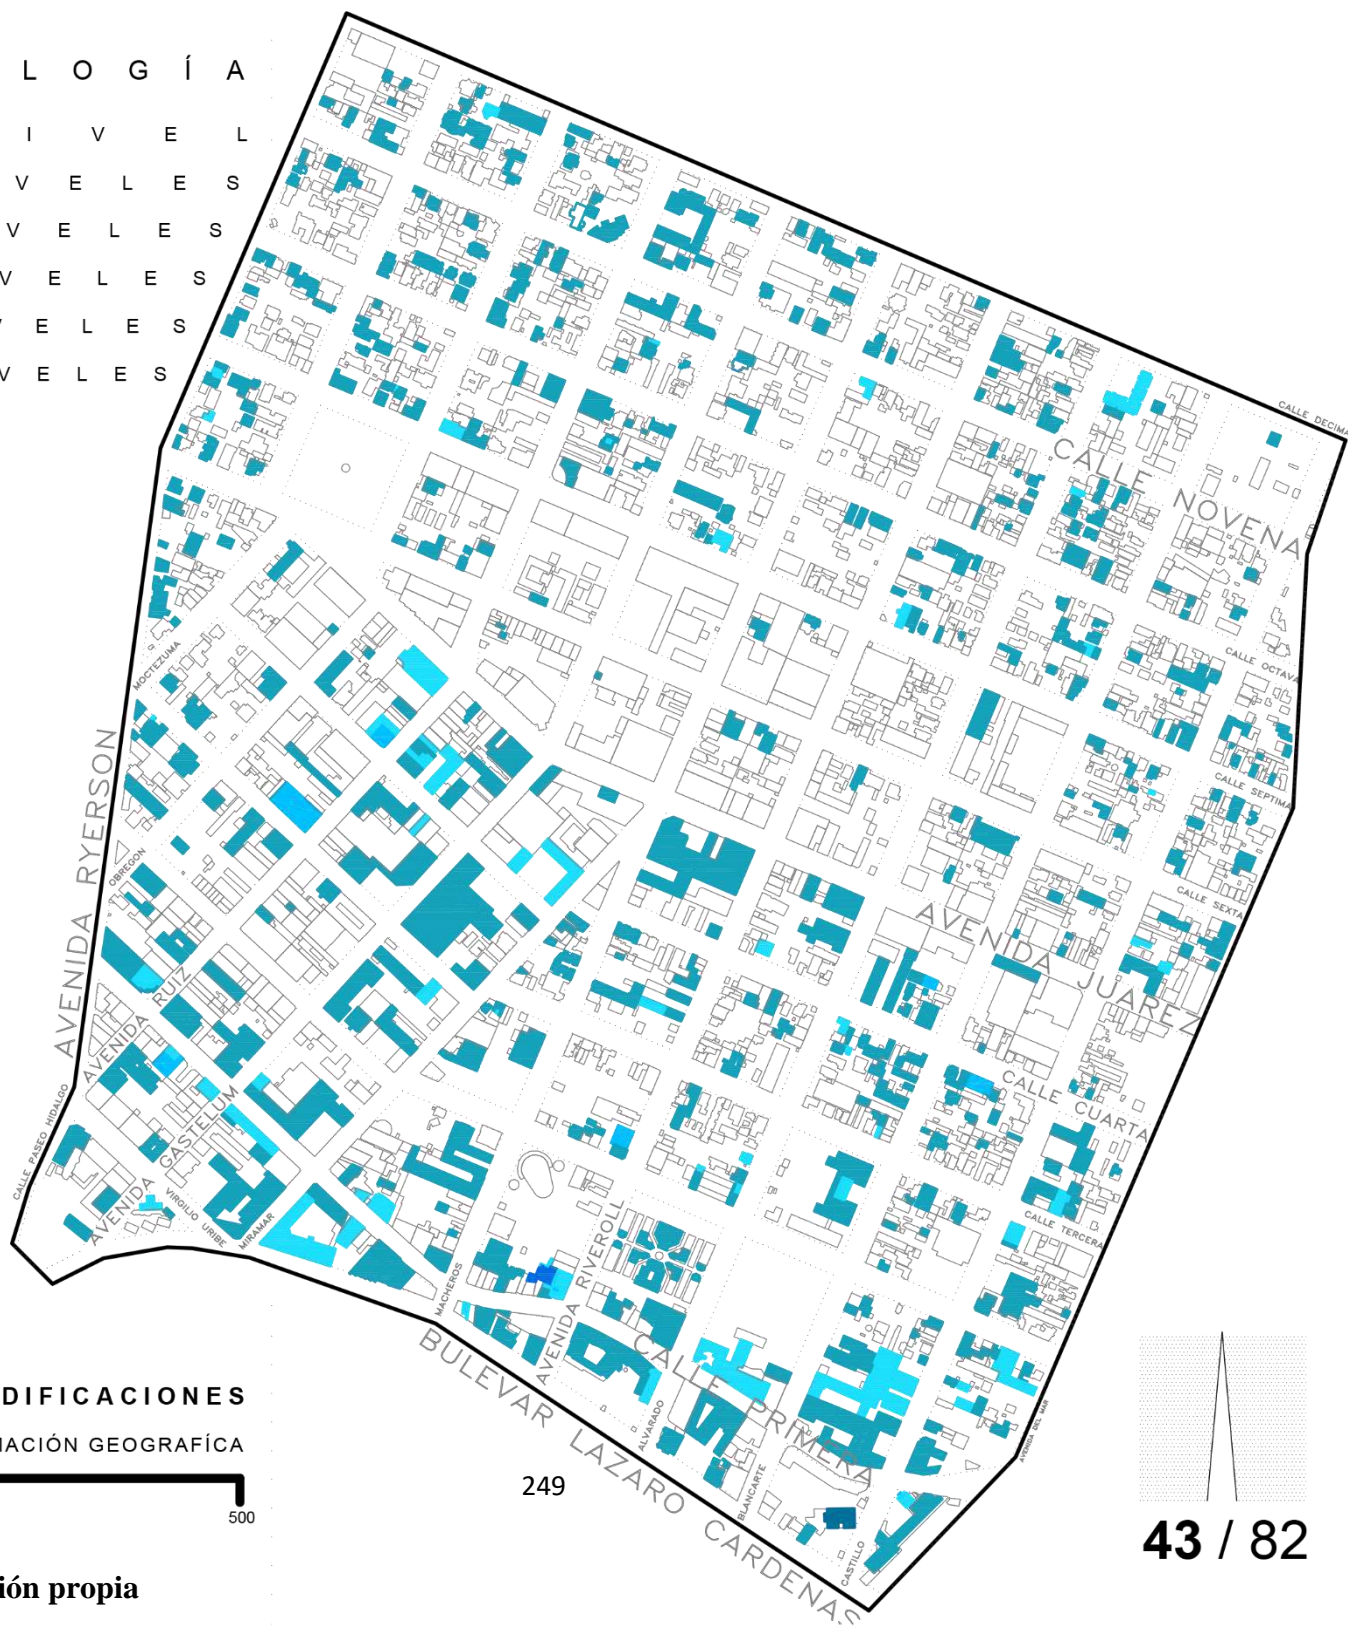 L O G Í A
I V E L
V E L E S
V E L E S
V E L E S
V E L E S
V E L E S
CALLE DECIMA
CALLE NOVENA
CALLE OCTAVA
MOCTEZUMA
AVENIDA RYERSON
CALLE SEPTIMA
OBREGON
CALLE SEXTA
AVENIDA JUAREZ
AVENIDA RUIZ
CALLE CUARTA
CALLE PASEO HIDALGO
AVENIDA GASTELUM
VIRGILIO URIBE
MIRAMAR
CALLE TERCERA
MACHEROS
AVENIDA RIVEROLL
CALLE PRIMERA
BULEVAR LAZARO CARDENAS
ALVARADO
BLANCARTE
CASTILLO
AVENIDA DEL MAR
DIFICACIONES
MACIÓN GEOGRAFÍCA
500
249
43 / 82
ión propia